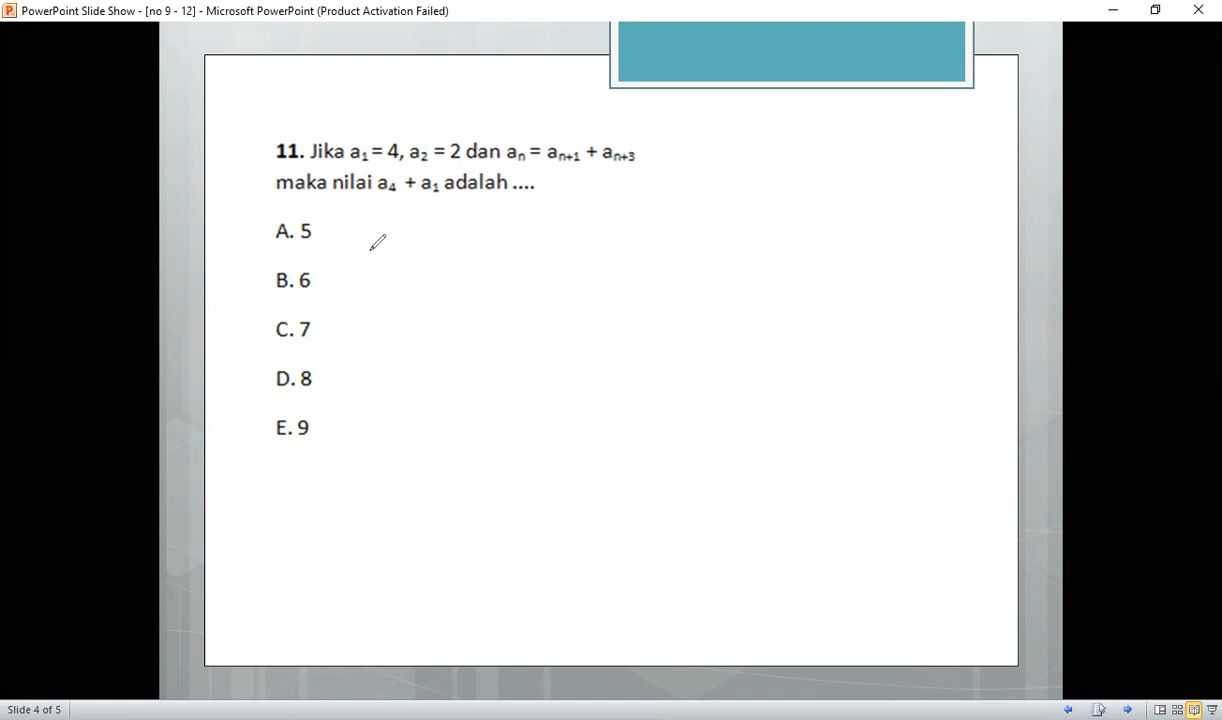 PowerPoint Slide Show - [no 9 - 12] - Microsoft PowerPoint (Product Activation Failed)
11. Jika a₁ = 4, a₂ = 2 dan aₙ = aₙ₊₁ + aₙ₊₃
maka nilai a₄ + a₁ adalah ....
A. 5
B. 6
C. 7
D. 8
E. 9
Slide 4 of 5